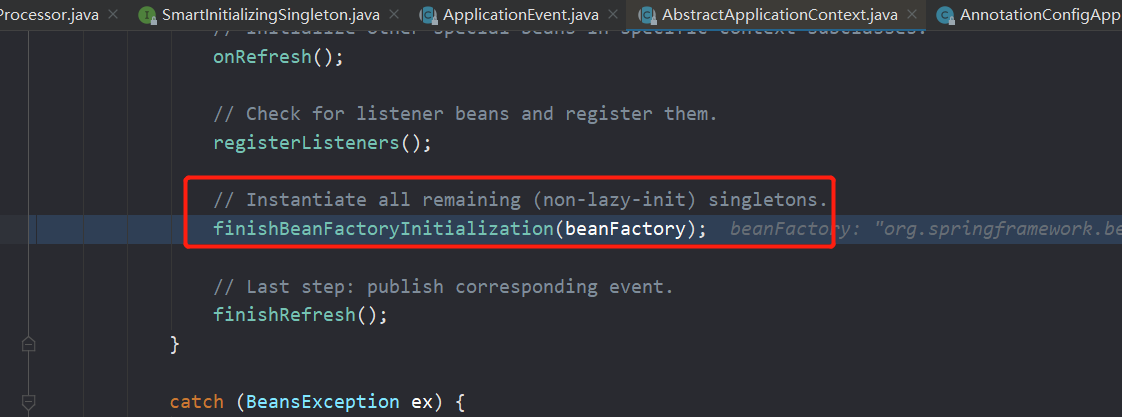 Processor.java SmartInitializingSingleton.java ApplicationEvent.java AbstractApplicationContext.java AnnotationConfigApp
// Initialize other special beans in specific context subclasses.
onRefresh();
// Check for listener beans and register them.
registerListeners();
// Instantiate all remaining (non-lazy-init) singletons.
finishBeanFactoryInitialization(beanFactory); beanFactory: "org.springframework.be
// Last step: publish corresponding event.
finishRefresh();
}
catch (BeansException ex) {